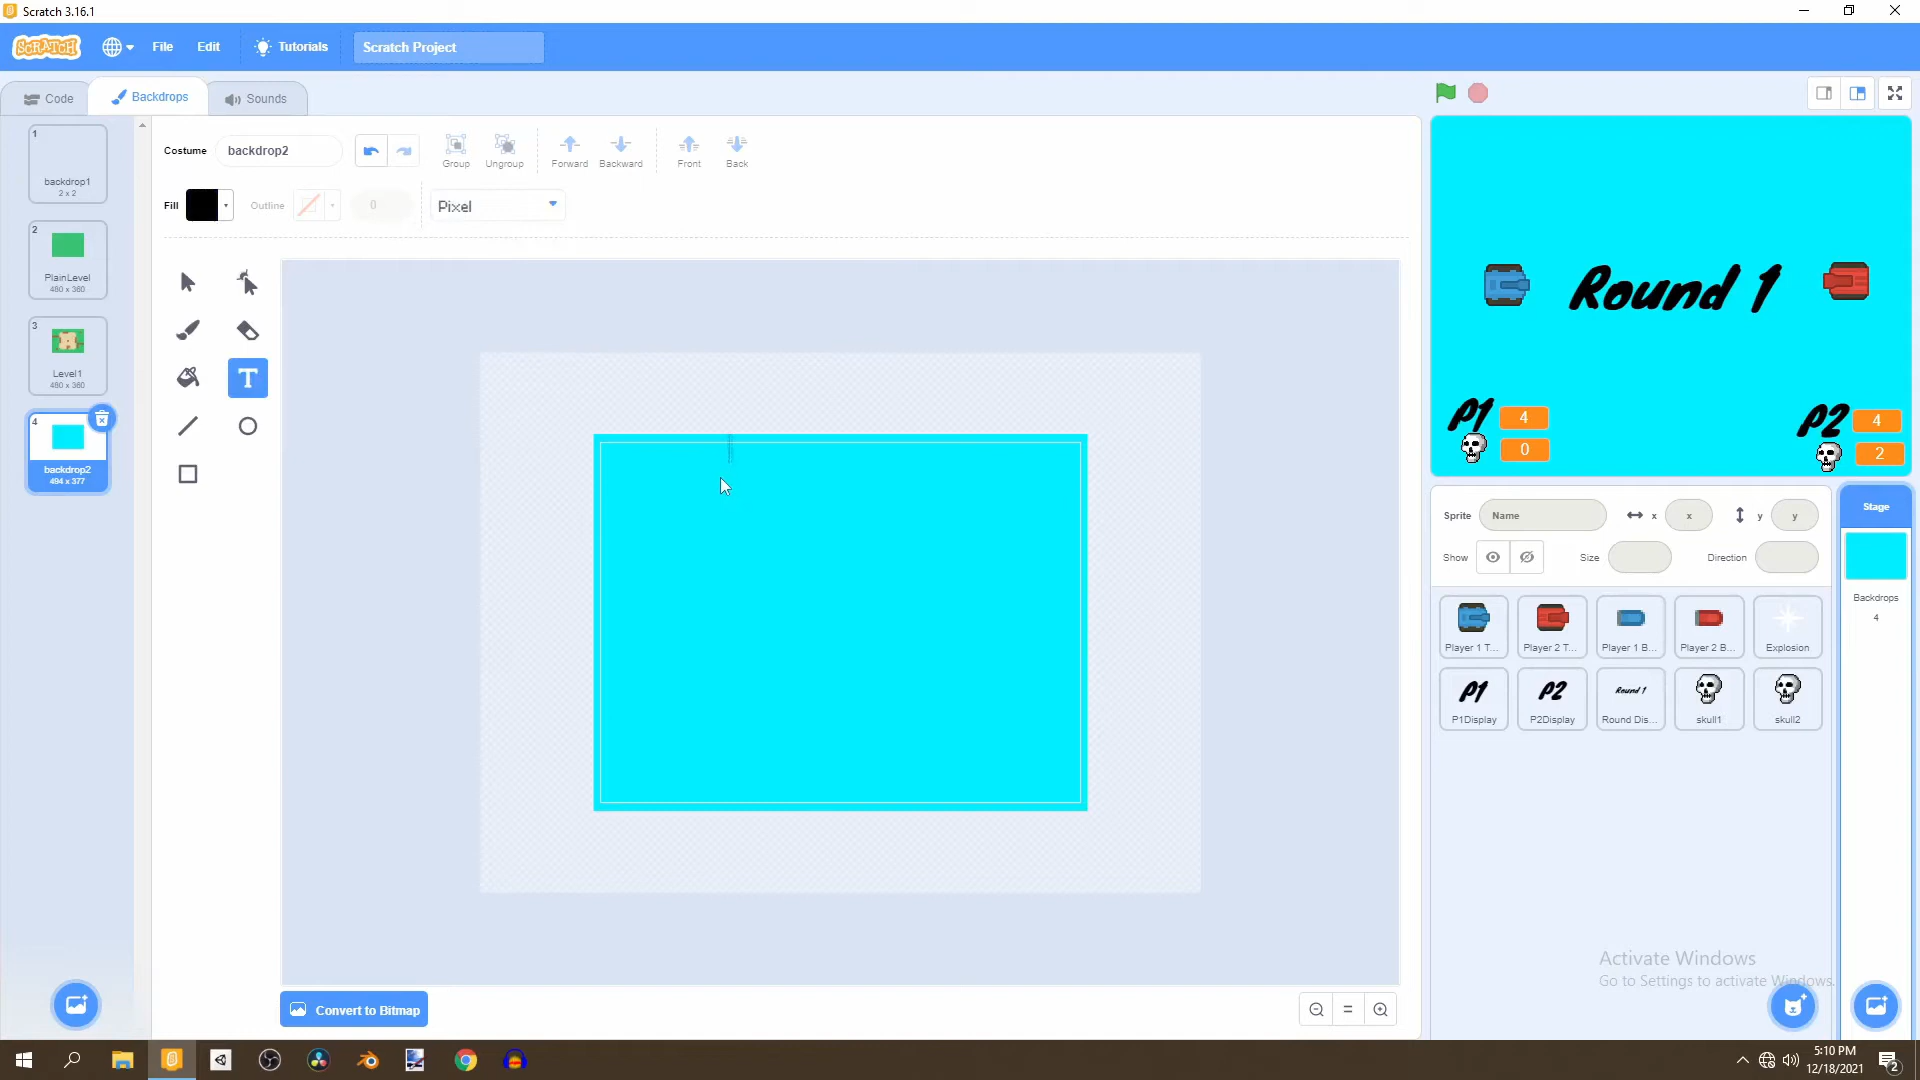 Scratch 3.16.1
SCRATCH File Edit Tutorials Scratch Project
Code Backdrops Sounds
Costume backdrop2 Group Ungroup Forward Backward Front Back
Fill Outline 0 Pixel
1
backdrop1
2 x 2
2
PlainLevel
480 x 360
3
Level1
480 x 360
4
backdrop2
494 x 377
T
Convert to Bitmap
Round 1
P1 4
0
P2 4
2
Sprite Name x x y y
Show Size Direction
Player 1 T... Player 2 T... Player 1 B... Player 2 B... Explosion
P1 P2 Round 1
P1Display P2Display Round Dis... skull1 skull2
Stage
Backdrops
4
Activate Windows
Go to Settings to activate Windows.
5:10 PM
12/18/2021
2